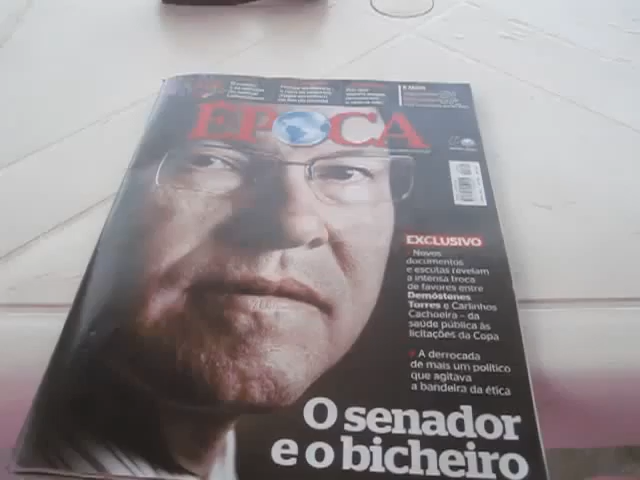 ÉPOCA
EXCLUSIVO
Novos
documentos
e escutas revelam
a intensa troca
de favores entre
Demóstenes
Torres e Carlinhos
Cachoeira – da
saúde pública às
licitações da Copa
A derrocada
de mais um político
que agitava
a bandeira da ética
O senador
e o bicheiro